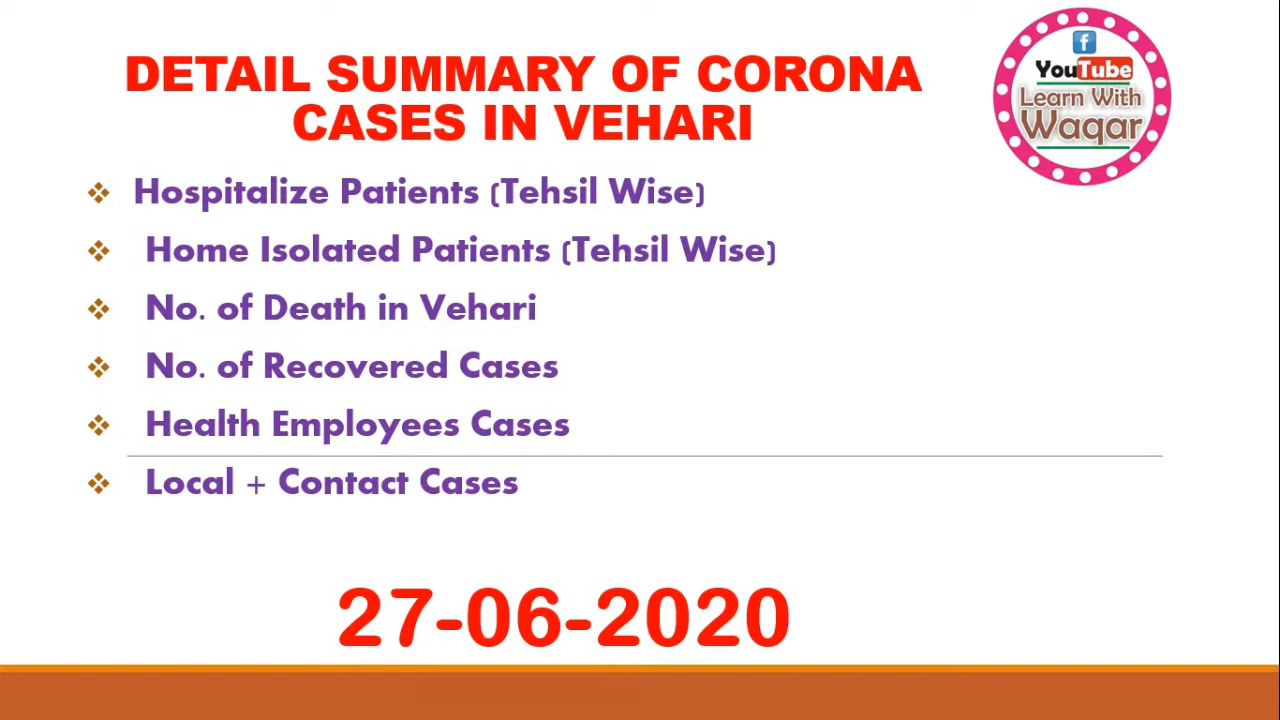 DETAIL SUMMARY OF CORONA
CASES IN VEHARI
f
YouTube
Learn With
Waqar
❖ Hospitalize Patients (Tehsil Wise)
❖ Home Isolated Patients (Tehsil Wise)
❖ No. of Death in Vehari
❖ No. of Recovered Cases
❖ Health Employees Cases
❖ Local + Contact Cases
27-06-2020